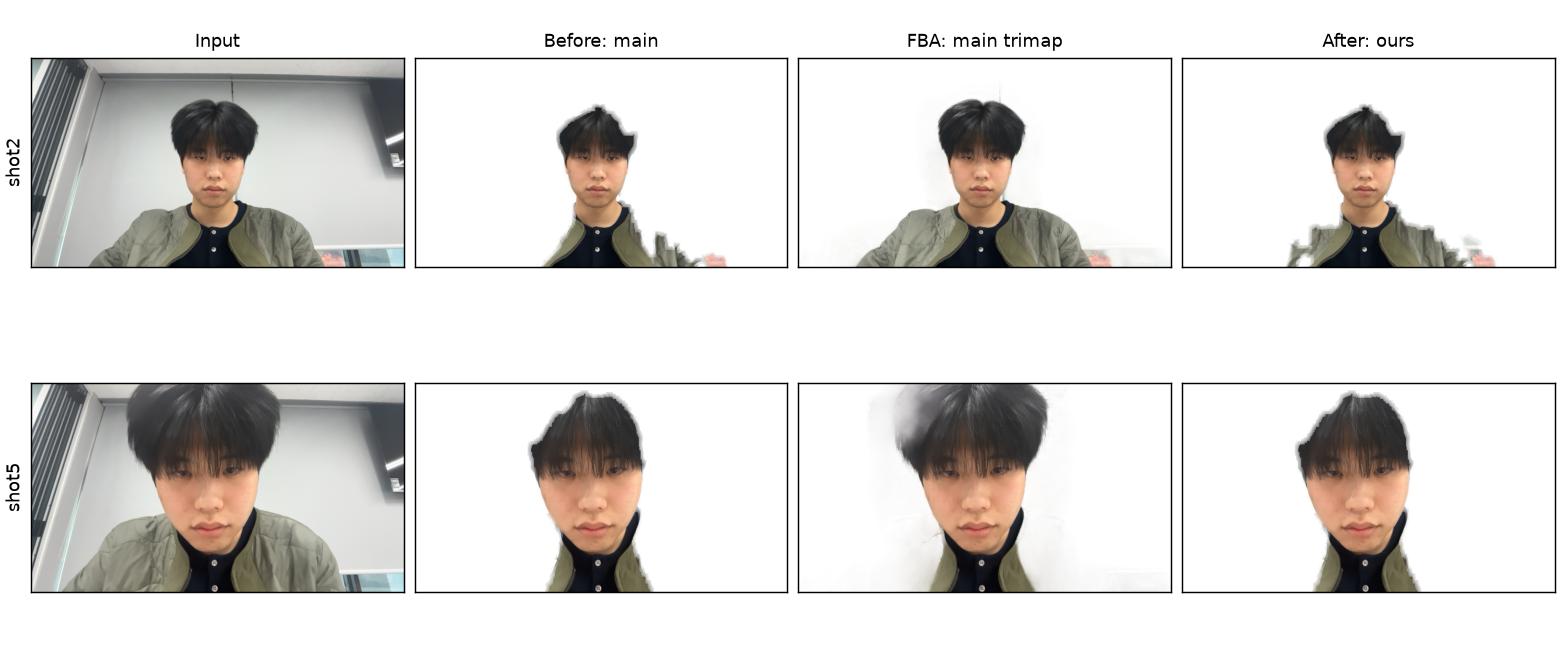 Input
Before: main
FBA: main trimap
After: ours
shot2
shot5